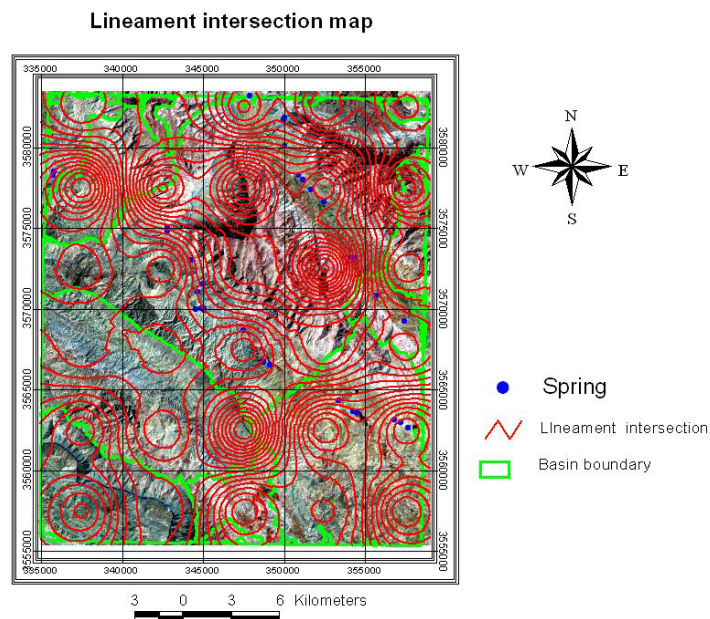 Lineament intersection map
335000 340000 345000 350000 355000
3580000 3580000
3575000 3575000
3570000 3570000
3565000 3565000
3560000 3560000
3555000 3555000
335000 340000 345000 350000 355000
N
W E
S
Spring
LIneament intersection
Basin boundary
3 0 3 6 Kilometers